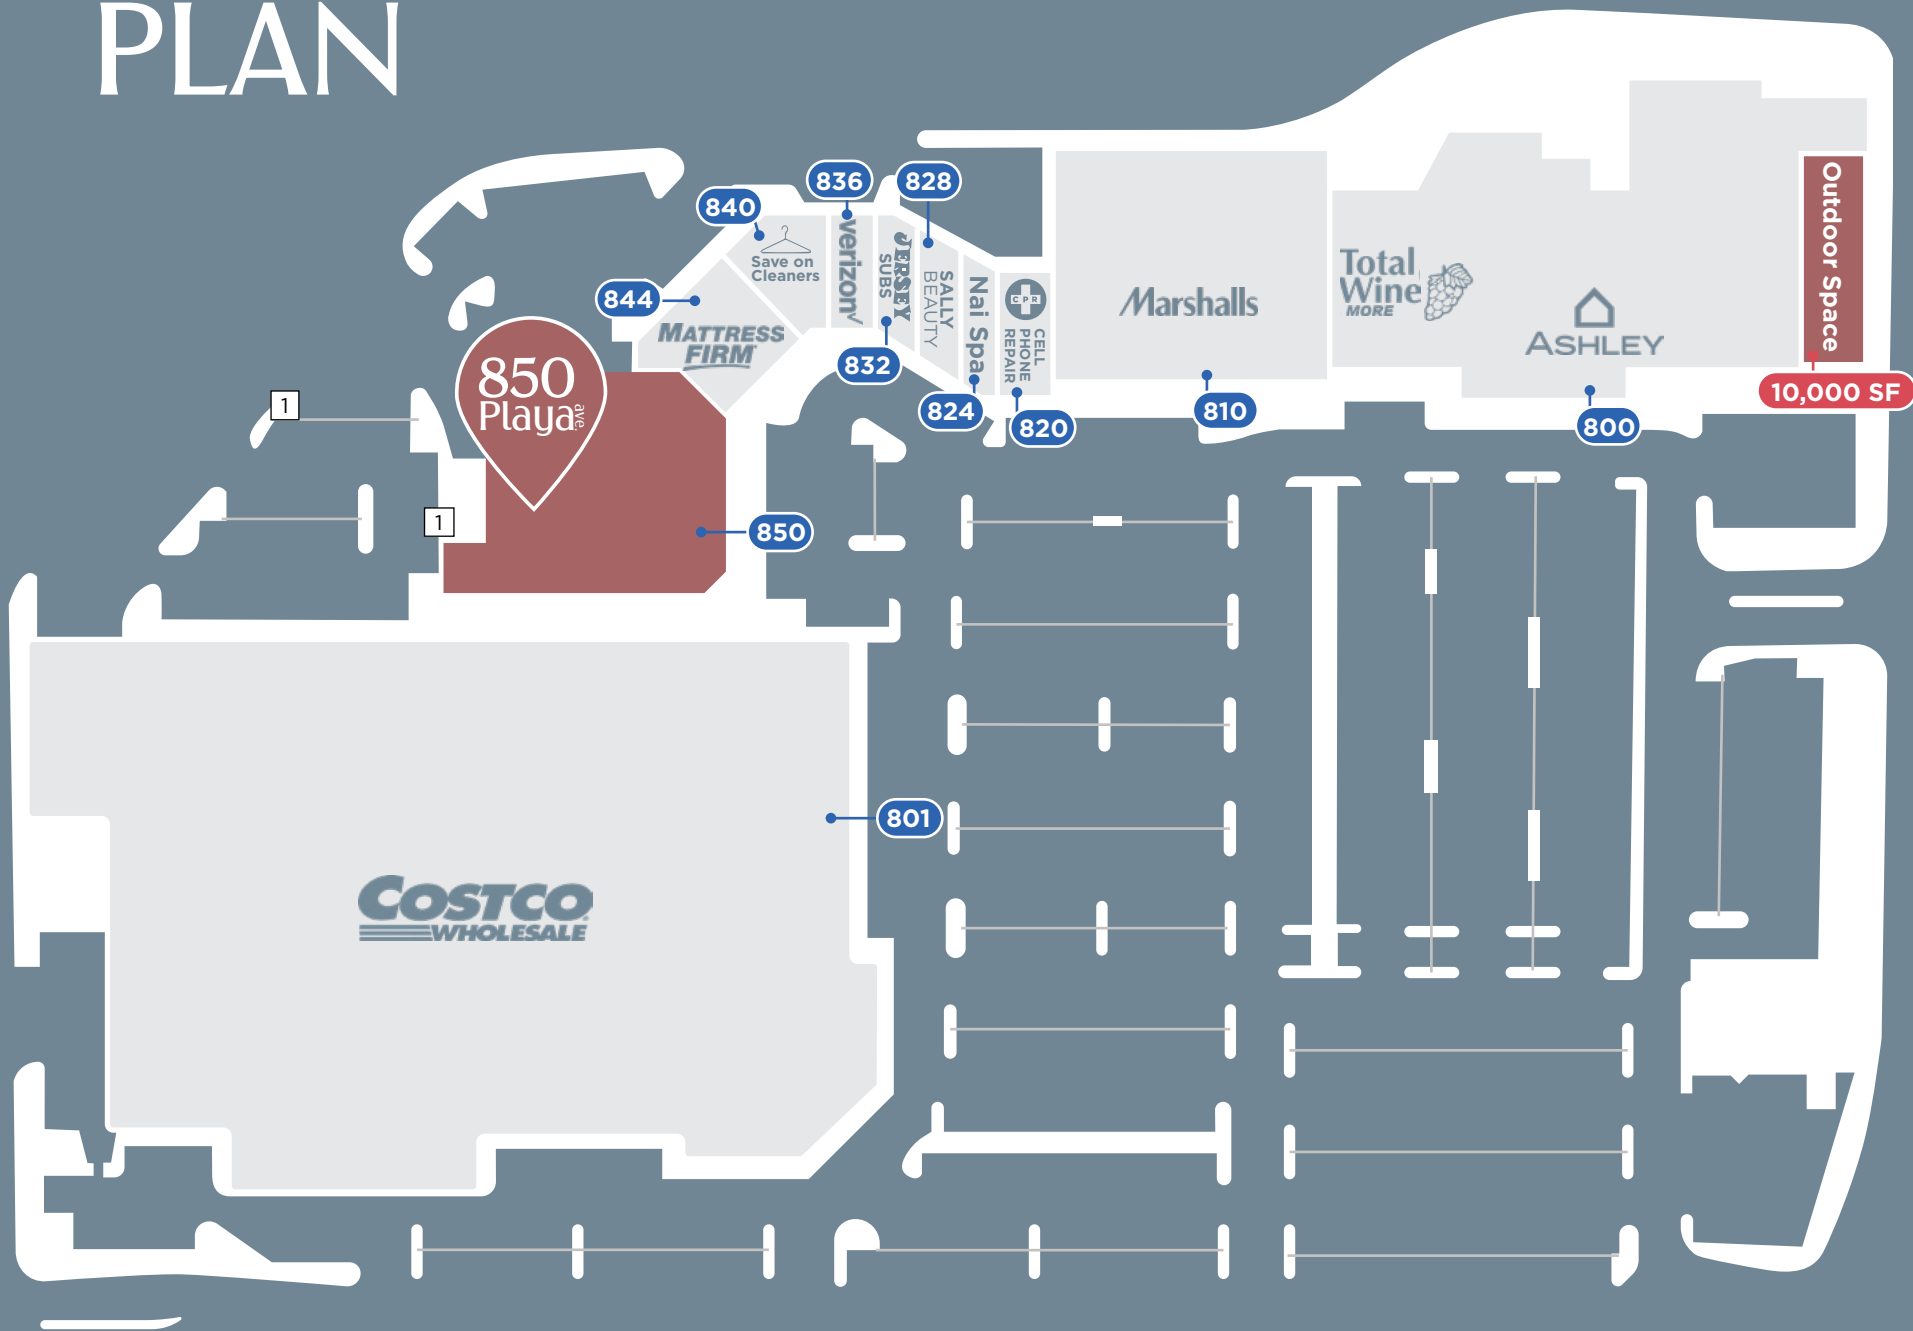 PLAN
836
828
840
Save on
Cleaners
verizon
JERSEY
SUBS
SALLY
BEAUTY
Nai Spa
CPR
CELL
PHONE
REPAIR
Marshalls
Total
Wine
MORE
ASHLEY
Outdoor Space
844
MATTRESS
FIRM
832
824
820
810
800
10,000 SF
850
Playa ave.
1
1
850
801
COSTCO
WHOLESALE